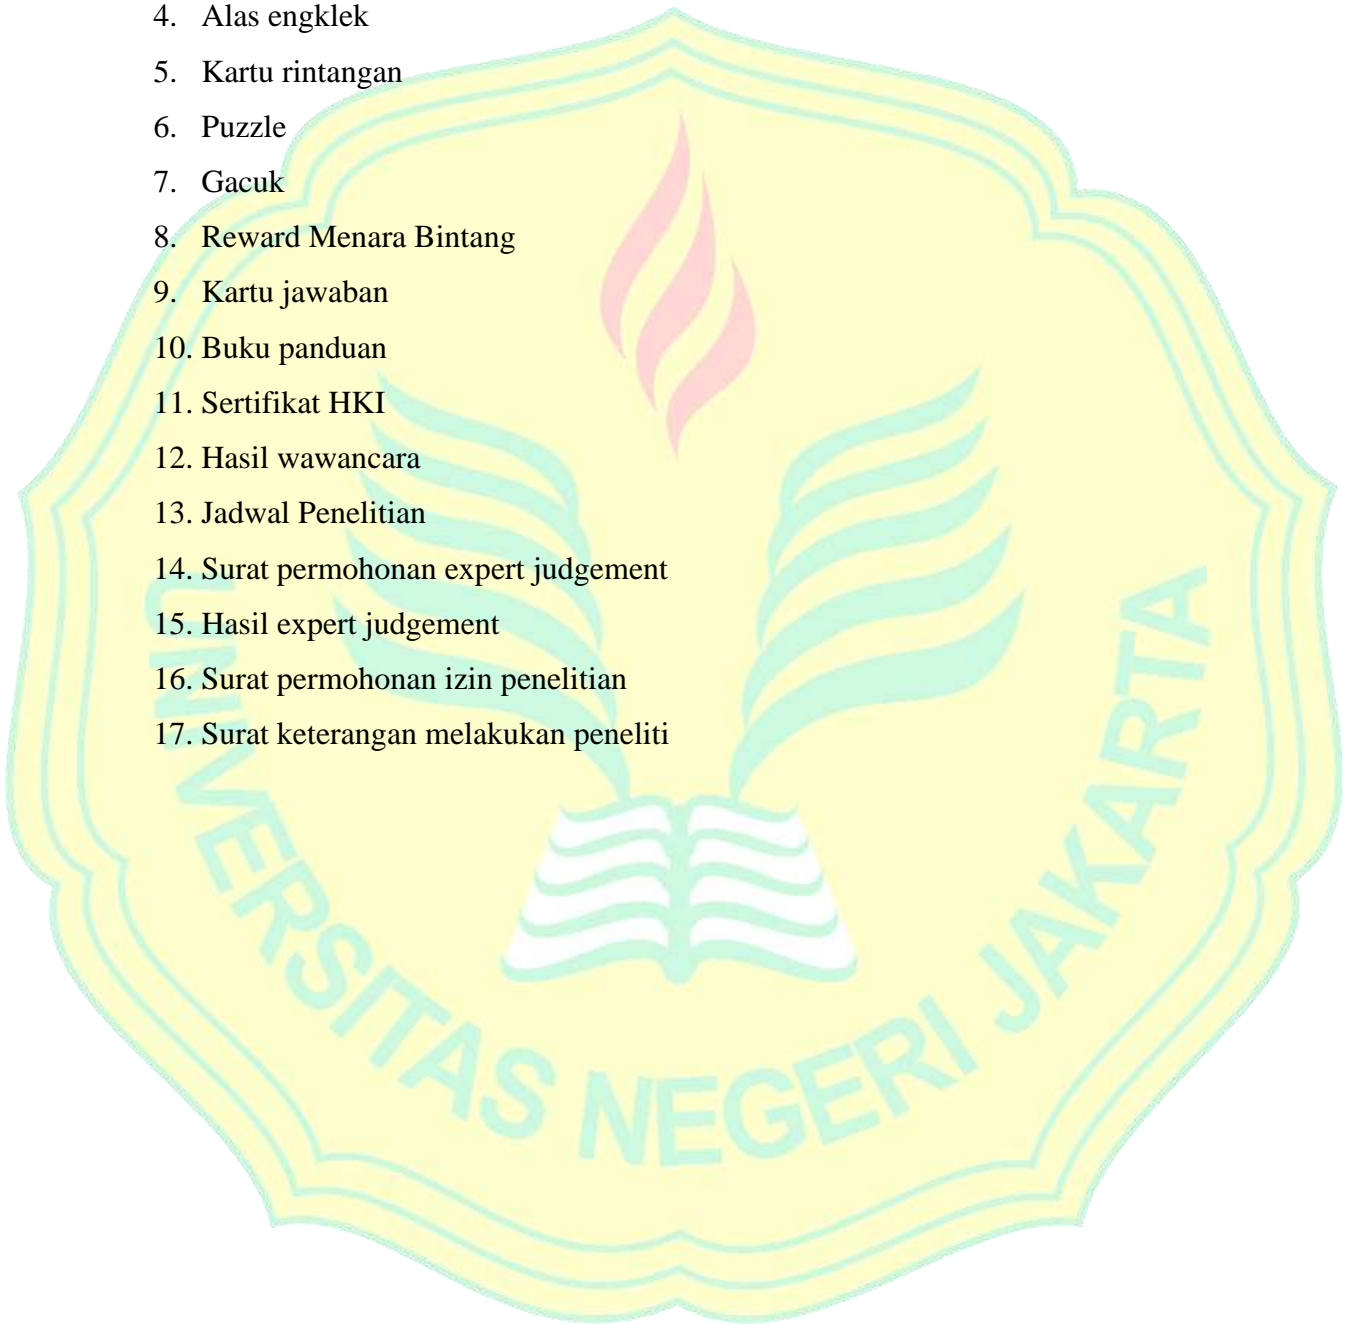 4. Alas engklek
5. Kartu rintangan
6. Puzzle
7. Gacuk
8. Reward Menara Bintang
9. Kartu jawaban
10. Buku panduan
11. Sertifikat HKI
12. Hasil wawancara
13. Jadwal Penelitian
14. Surat permohonan expert judgement
15. Hasil expert judgement
16. Surat permohonan izin penelitian
17. Surat keterangan melakukan peneliti
UNIVERSITAS NEGERI JAKARTA